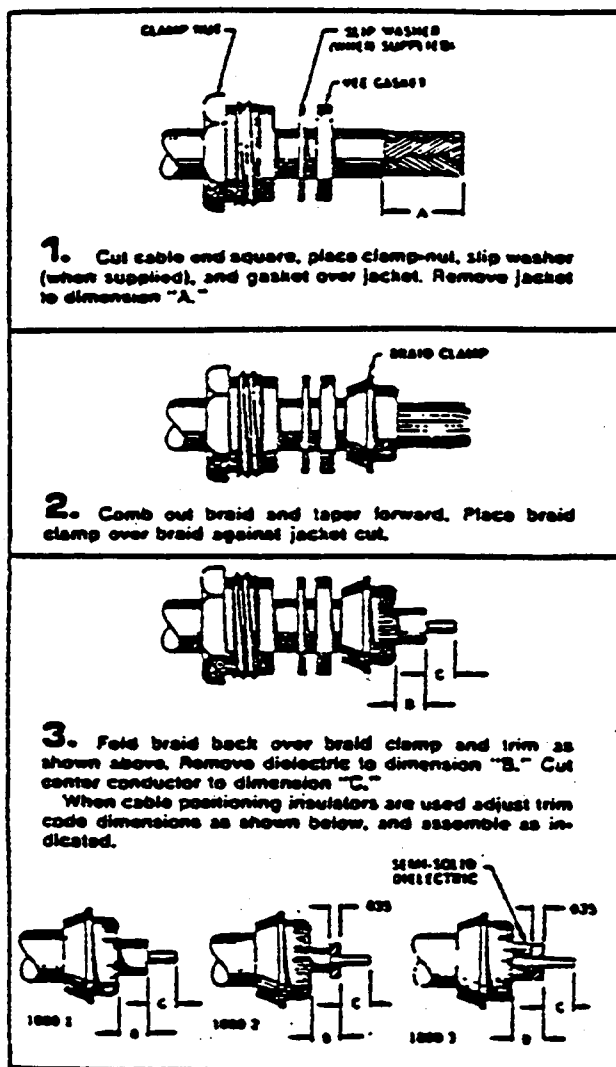 CLAMP NUT
SLIP WASHER
(WHEN SUPPLIED)
VEE GASKET
A
1. Cut cable end square, place clamp-nut, slip washer
(when supplied), and gasket over jacket. Remove jacket
to dimension "A."
BRAID CLAMP
2. Comb out braid and taper forward. Place braid
clamp over braid against jacket cut.
C
B
3. Fold braid back over braid clamp and trim as
shown above. Remove dielectric to dimension "B." Cut
center conductor to dimension "C."
When cable positioning insulators are used adjust trim
code dimensions as shown below, and assemble as in-
dicated.
SEMI-SOLID
DIELECTRIC
C
B
C
B
C
B